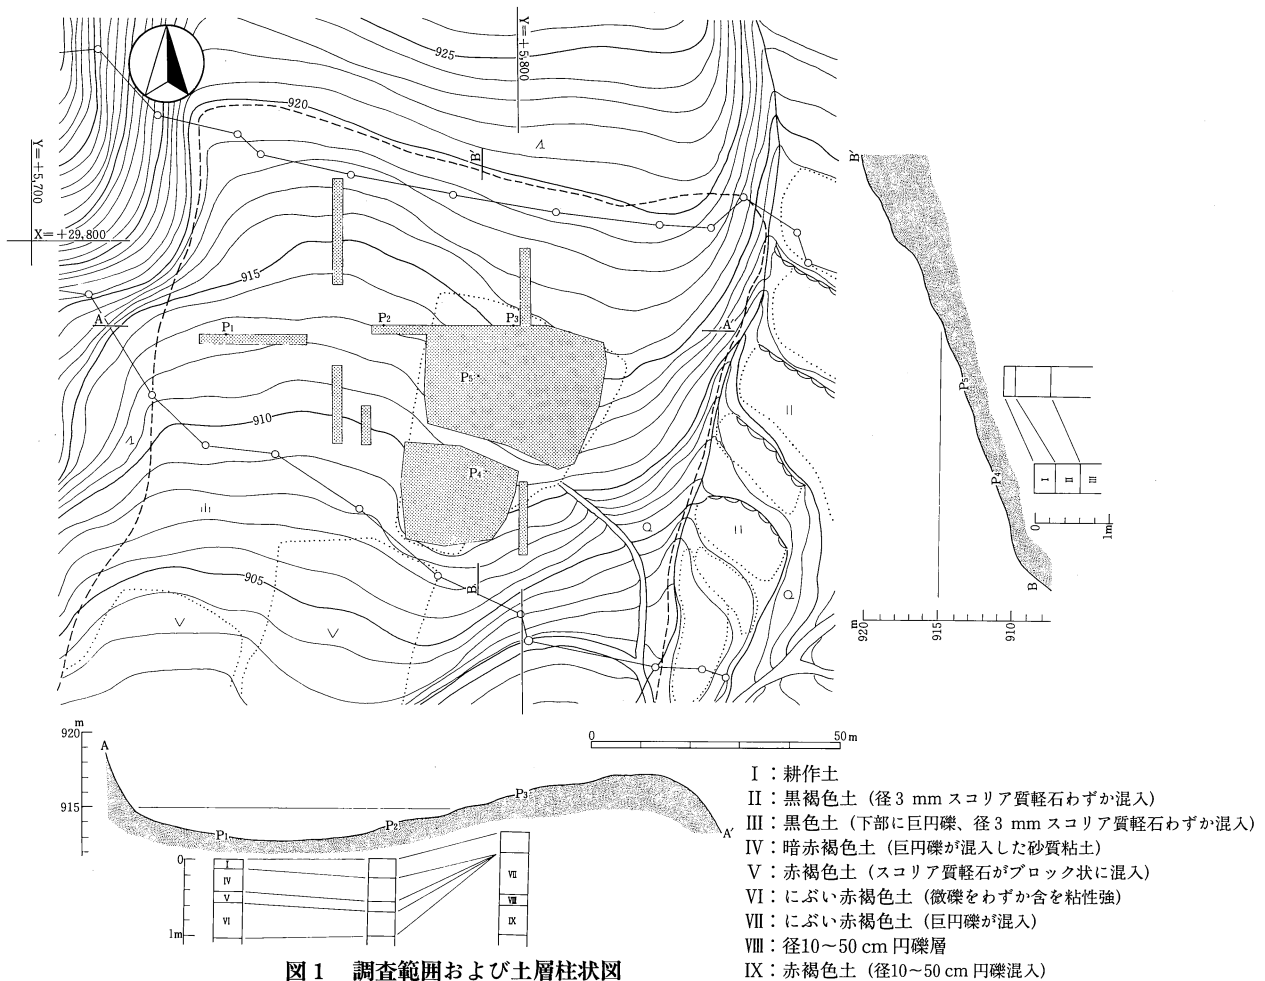 925
Y=+5,800
920
B'
Y=+5,700
X=+29,800
915
A
P1
P2
P3
A'
P5
910
P4
905
B
B'
P5
P4
B
I
II
III
0
1m
m
920
915
910
m
920
A
915
P1
P2
P3
A'
0
50m
0
I
IV
V
VI
1m
VII
VIII
IX
I：耕作土
II：黒褐色土（径3 mmスコリア質軽石わずか混入）
III：黒色土（下部に巨円礫、径3 mmスコリア質軽石わずか混入）
IV：暗赤褐色土（巨円礫が混入した砂質粘土）
V：赤褐色土（スコリア質軽石がブロック状に混入）
VI：にぶい赤褐色土（微礫をわずか含を粘性強）
VII：にぶい赤褐色土（巨円礫が混入）
VIII：径10〜50 cm円礫層
IX：赤褐色土（径10〜50 cm円礫混入）
図1　調査範囲および土層柱状図